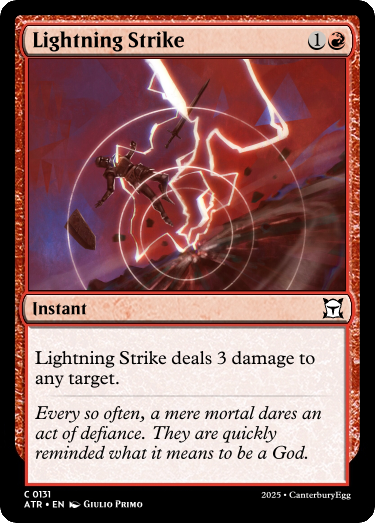 Lightning Strike
1
Instant
Lightning Strike deals 3 damage to
any target.
Every so often, a mere mortal dares an
act of defiance. They are quickly
reminded what it means to be a God.
C 0131
ATR • EN Giulio Primo
2025 • CanterburyEgg